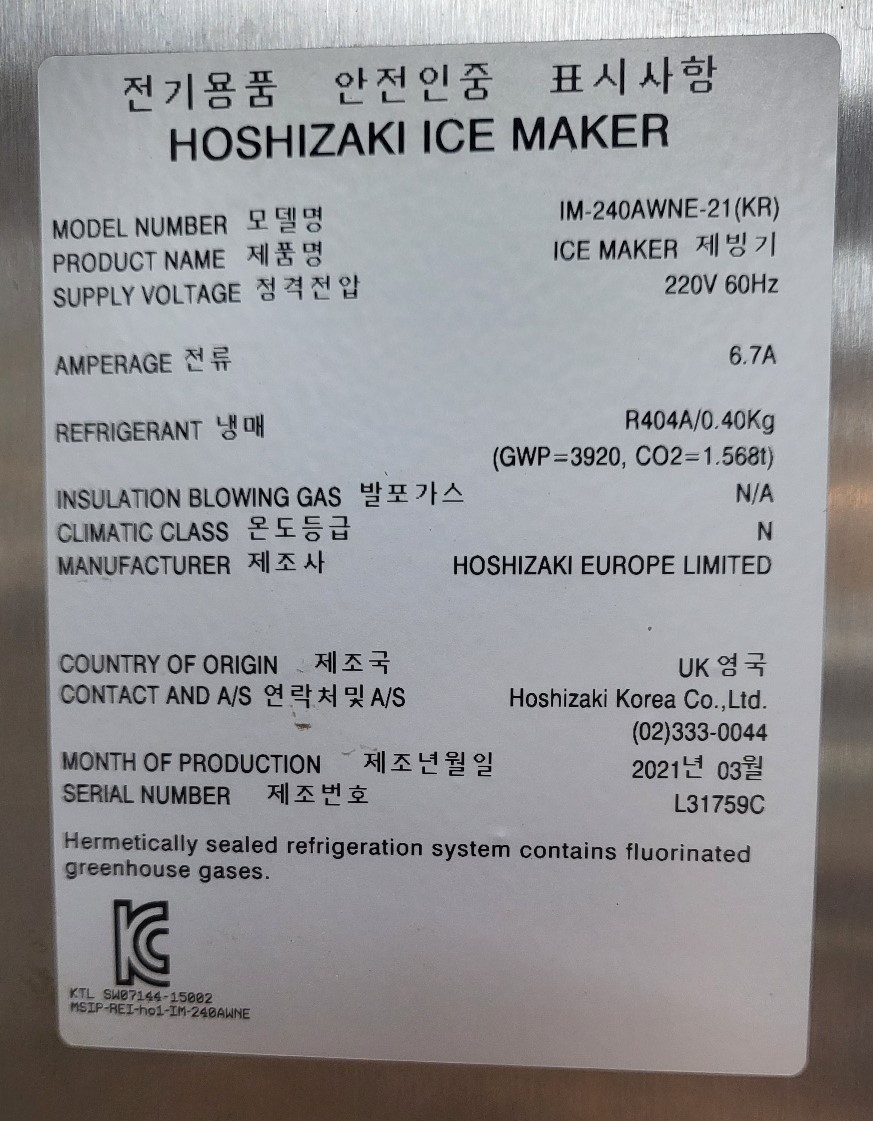 전기용품 안전인중 표시사항
HOSHIZAKI ICE MAKER
MODEL NUMBER 모델명 IM-240AWNE-21(KR)
PRODUCT NAME 제품명 ICE MAKER 제빙기
SUPPLY VOLTAGE 정격전압 220V 60Hz
AMPERAGE 전류 6.7A
REFRIGERANT 냉매 R404A/0.40Kg
(GWP=3920, CO2=1.568t)
INSULATION BLOWING GAS 발포가스 N/A
CLIMATIC CLASS 온도등급 N
MANUFACTURER 제조사 HOSHIZAKI EUROPE LIMITED
COUNTRY OF ORIGIN 제조국 UK 영국
CONTACT AND A/S 연락처및 A/S Hoshizaki Korea Co.,Ltd.
(02)333-0044
MONTH OF PRODUCTION 제조년월일 2021년 03월
SERIAL NUMBER 제조번호 L31759C
Hermetically sealed refrigeration system contains fluorinated
greenhouse gases.
KC
KTL SW07144-15002
MSIP-REI-ho1-IM-240AWNE